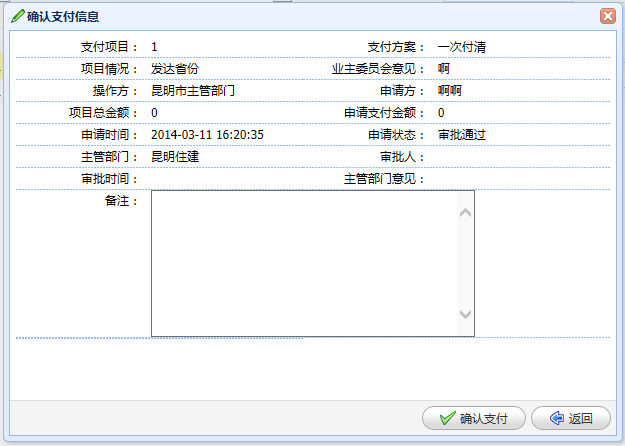 确认支付信息
支付项目： 1 支付方案： 一次付清
项目情况： 发达省份 业主委员会意见： 啊
操作方： 昆明市主管部门 申请方： 啊啊
项目总金额： 0 申请支付金额： 0
申请时间： 2014-03-11 16:20:35 申请状态： 审批通过
主管部门： 昆明住建 审批人：
审批时间： 主管部门意见：
备注：
确认支付 返回